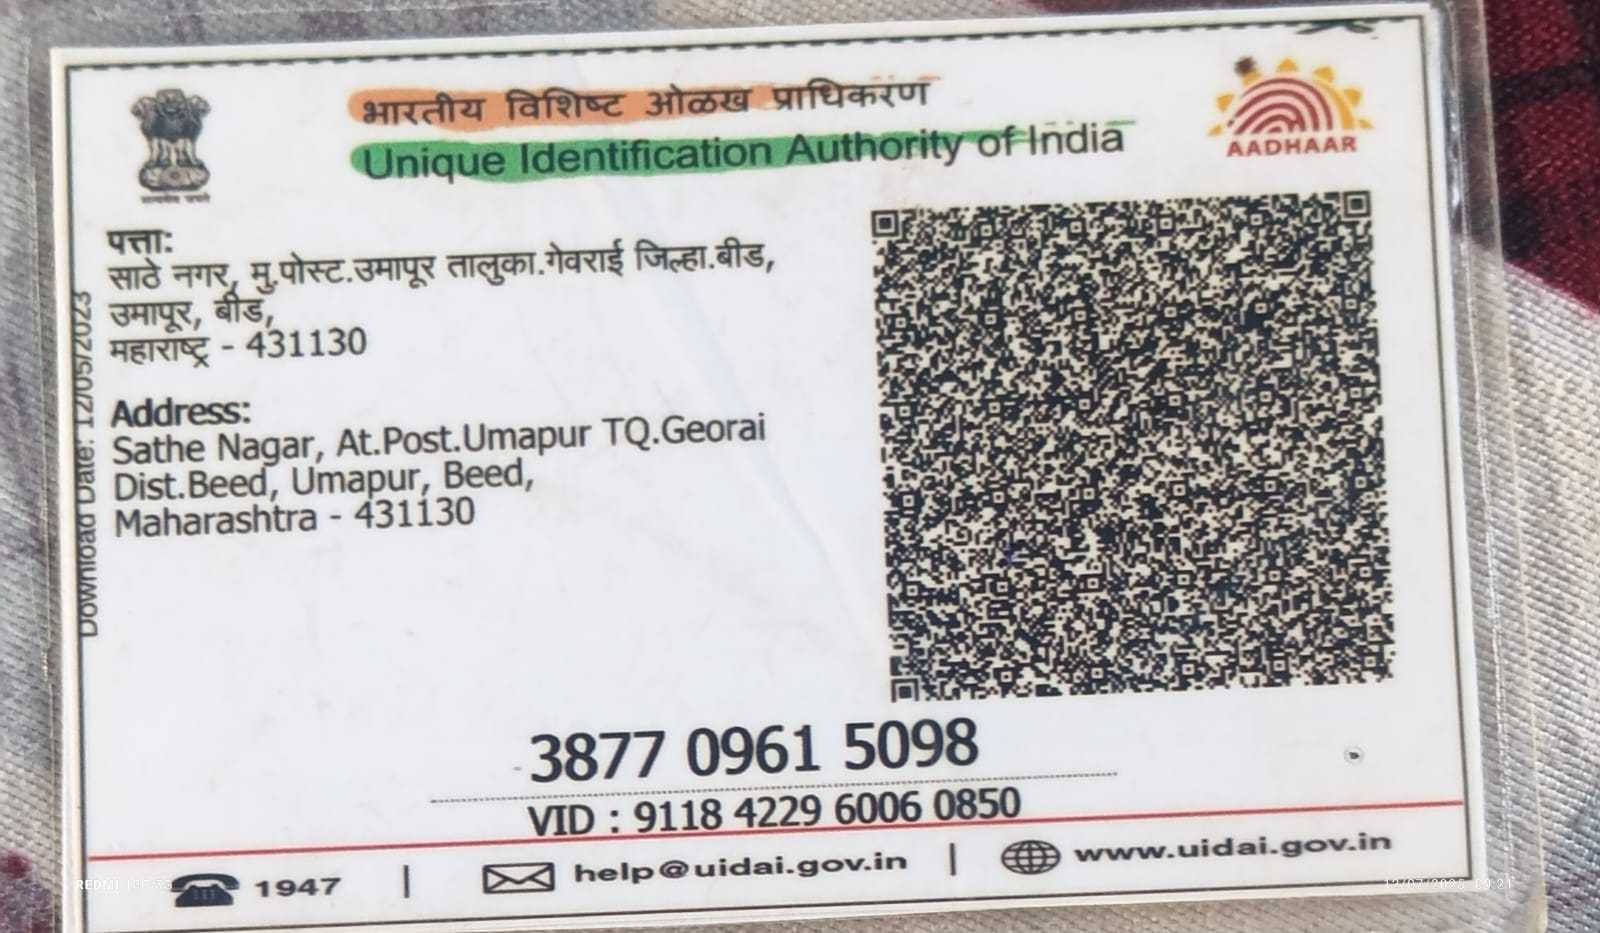 भारतीय विशिष्ट ओळख प्राधिकरण
Unique Identification Authority of India
AADHAAR
पत्ता:
साठे नगर, मु.पोस्ट.उमापूर तालुका.गेवराई जिल्हा.बीड,
उमापूर, बीड,
महाराष्ट्र - 431130
Address:
Sathe Nagar, At.Post.Umapur TQ.Georai
Dist.Beed, Umapur, Beed,
Maharashtra - 431130
Download Date: 12/05/2023
3877 0961 5098
VID : 9118 4229 6006 0850
1947 | help@uidai.gov.in | www.uidai.gov.in
REDMI